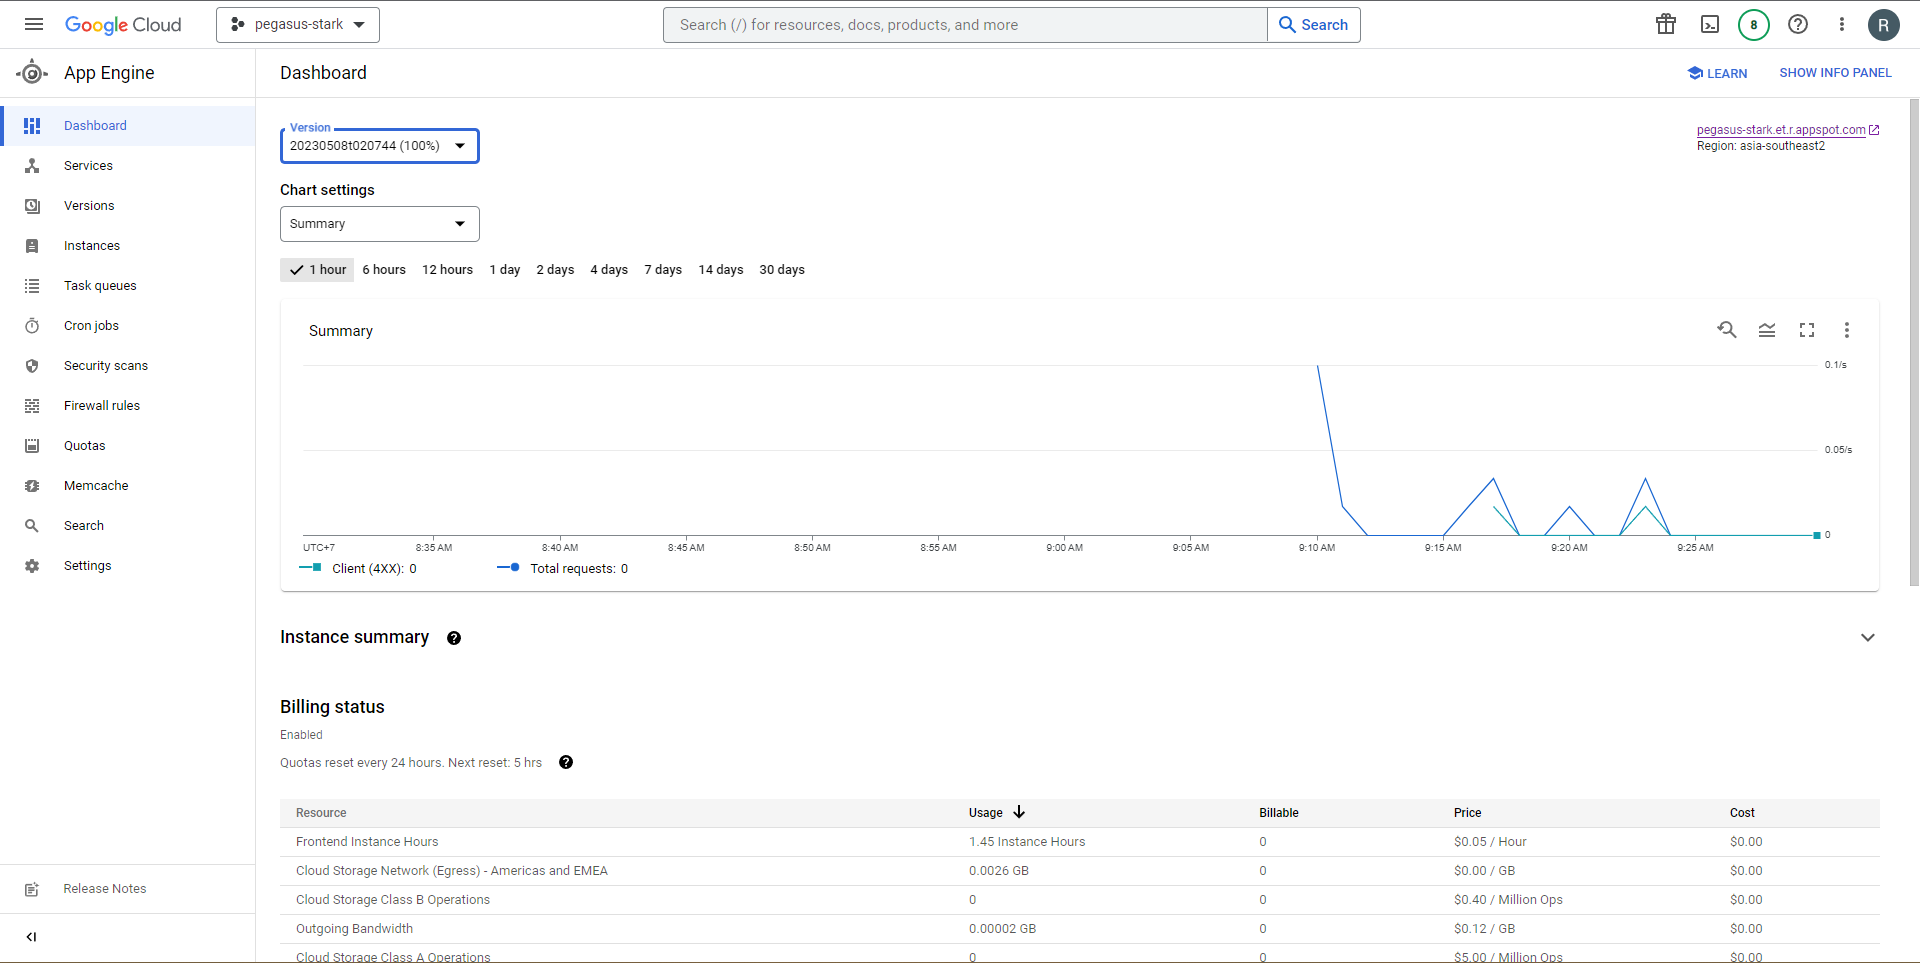 Google Cloud
pegasus-stark
Search (/) for resources, docs, products, and more
Search
8
R
App Engine
Dashboard
LEARN
SHOW INFO PANEL
Dashboard
Services
Versions
Instances
Task queues
Cron jobs
Security scans
Firewall rules
Quotas
Memcache
Search
Settings
Release Notes
Version
20230508t020744 (100%)
pegasus-stark.et.r.appspot.com
Region: asia-southeast2
Chart settings
Summary
1 hour 6 hours 12 hours 1 day 2 days 4 days 7 days 14 days 30 days
Summary
0.1/s
0.05/s
0
UTC+7 8:35 AM 8:40 AM 8:45 AM 8:50 AM 8:55 AM 9:00 AM 9:05 AM 9:10 AM 9:15 AM 9:20 AM 9:25 AM
Client (4XX): 0 Total requests: 0
Instance summary
Billing status
Enabled
Quotas reset every 24 hours. Next reset: 5 hrs
Resource Usage Billable Price Cost
Frontend Instance Hours 1.45 Instance Hours 0 $0.05 / Hour $0.00
Cloud Storage Network (Egress) - Americas and EMEA 0.0026 GB 0 $0.00 / GB $0.00
Cloud Storage Class B Operations 0 0 $0.40 / Million Ops $0.00
Outgoing Bandwidth 0.00002 GB 0 $0.12 / GB $0.00
Cloud Storage Class A Operations 0 0 $5.00 / Million Ops $0.00